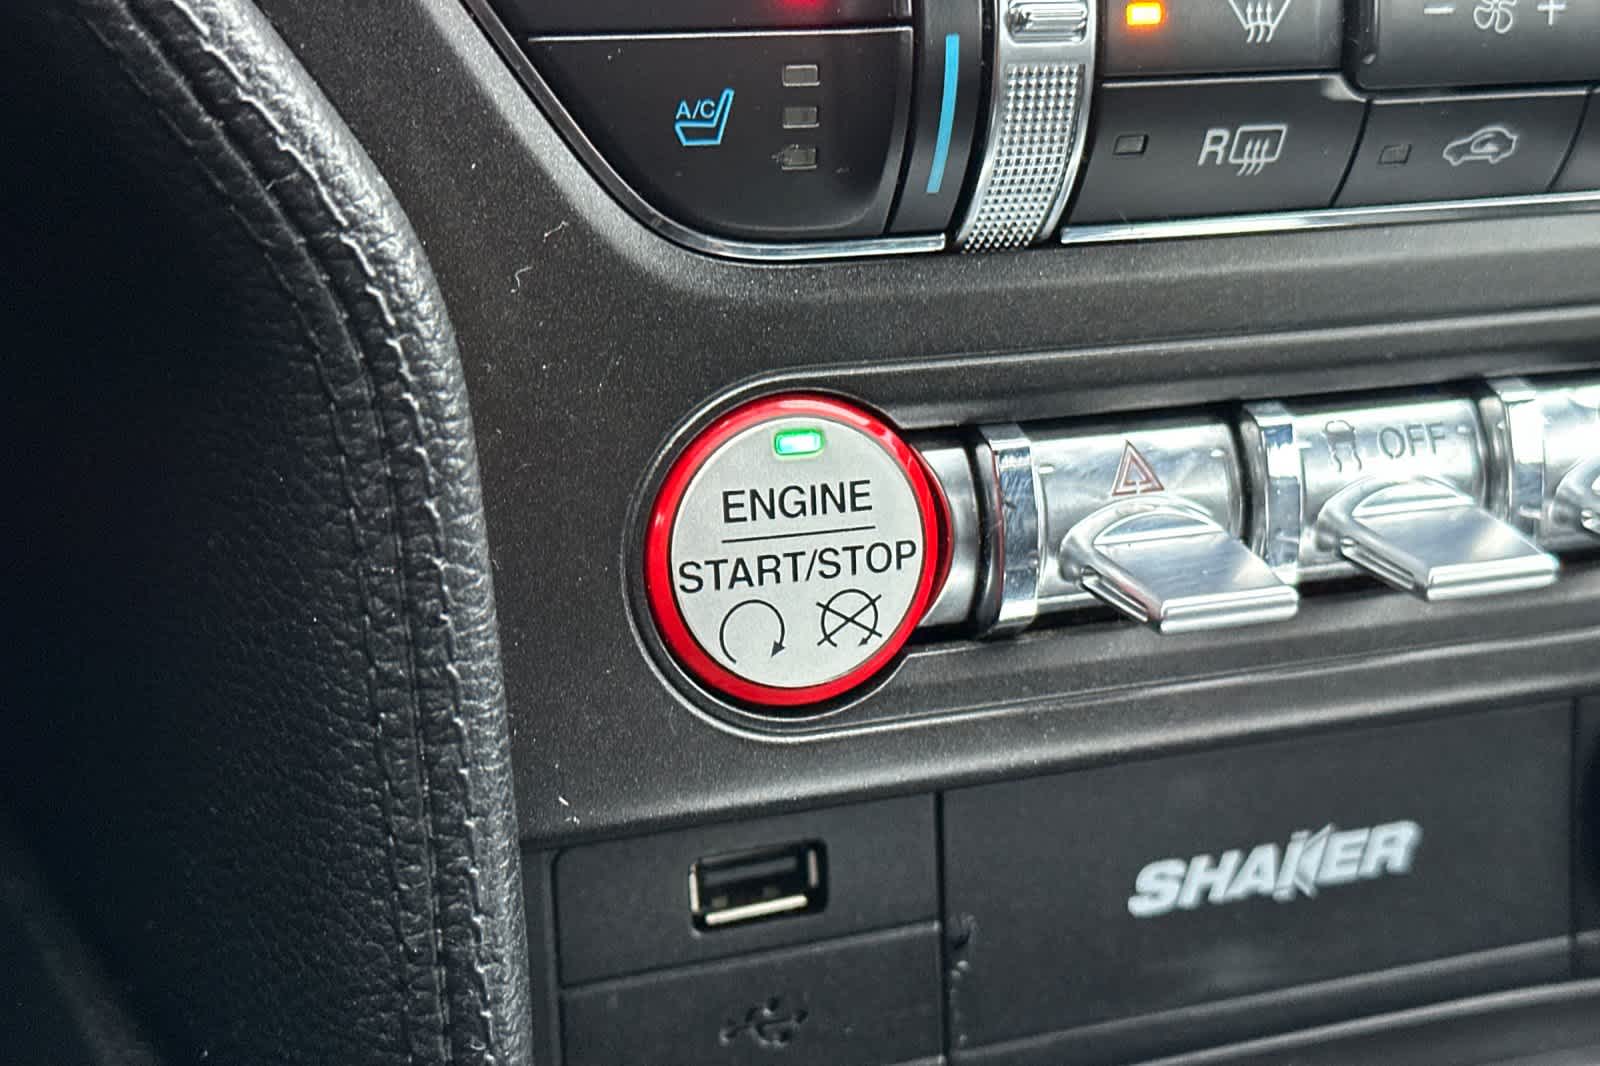 A/C
R
- +
ENGINE
START/STOP
OFF
SHAKER